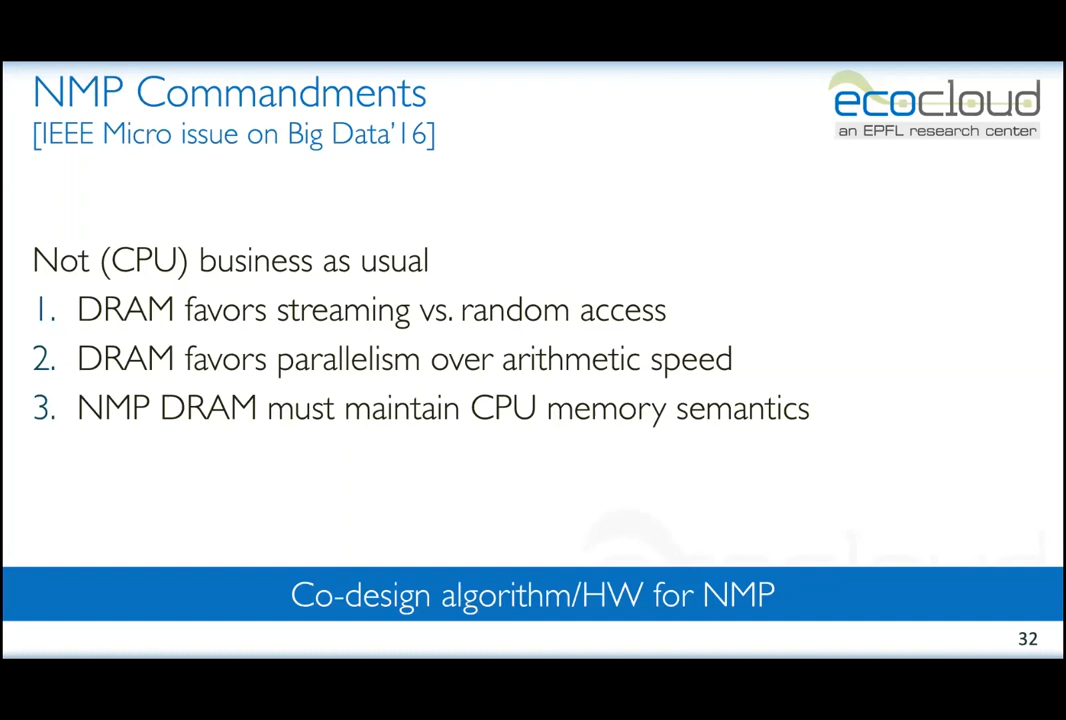 NMP Commandments
[IEEE Micro issue on Big Data'16]
ecocloud
an EPFL research center
Not (CPU) business as usual
1. DRAM favors streaming vs. random access
2. DRAM favors parallelism over arithmetic speed
3. NMP DRAM must maintain CPU memory semantics
ecocloud
Co-design algorithm/HW for NMP
32